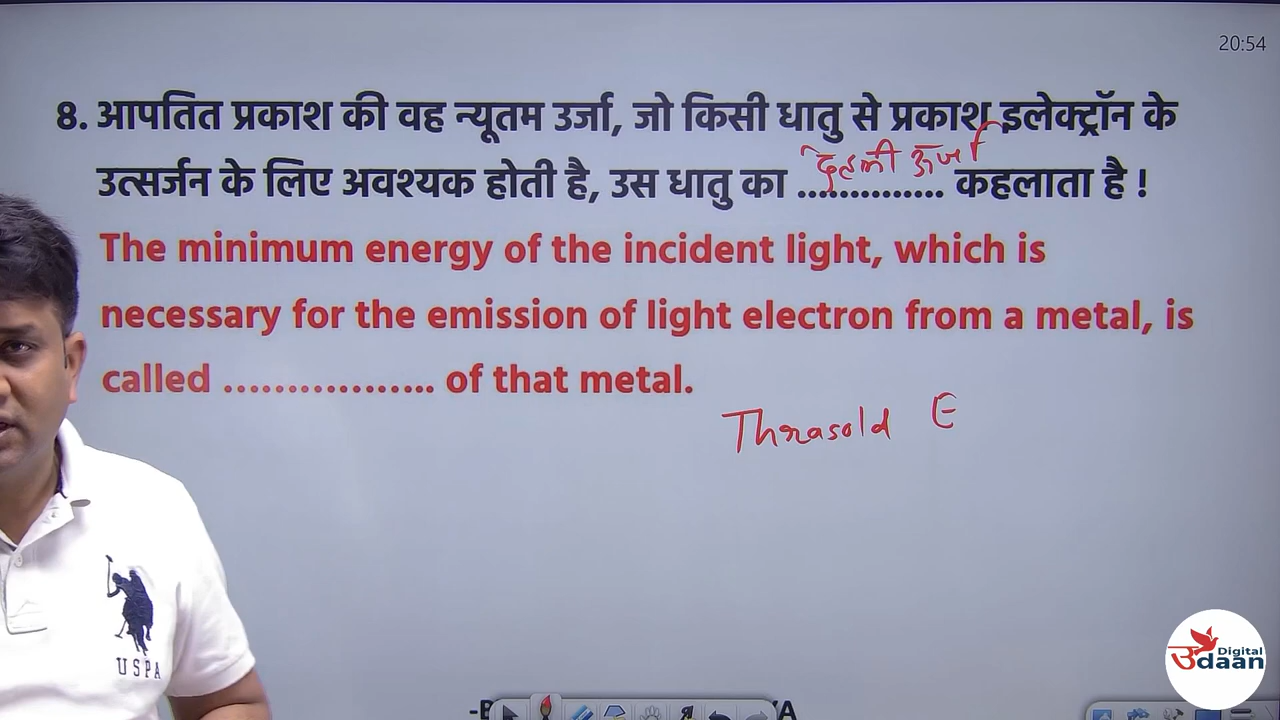 20:54
8. आपतित प्रकाश की वह न्यूतम उर्जा, जो किसी धातु से प्रकाश इलेक्ट्रॉन के
देहली ऊर्जा
उत्सर्जन के लिए अवश्यक होती है, उस धातु का .............. कहलाता है !
The minimum energy of the incident light, which is
necessary for the emission of light electron from a metal, is
called ................. of that metal.
Thrasold E
USPA
Digital
उdaan